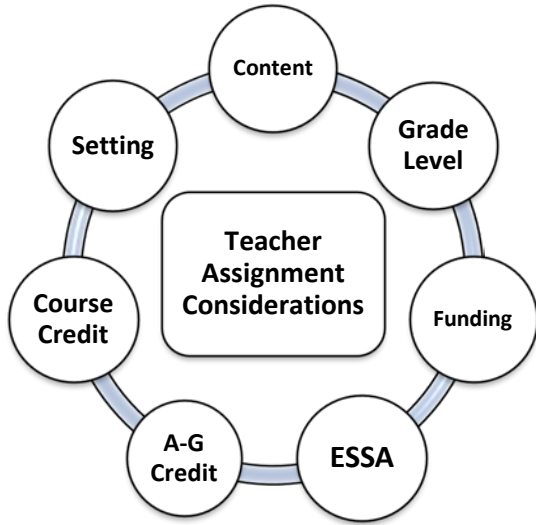 Content
Grade
Level
Funding
ESSA
A-G
Credit
Course
Credit
Setting
Teacher
Assignment
Considerations